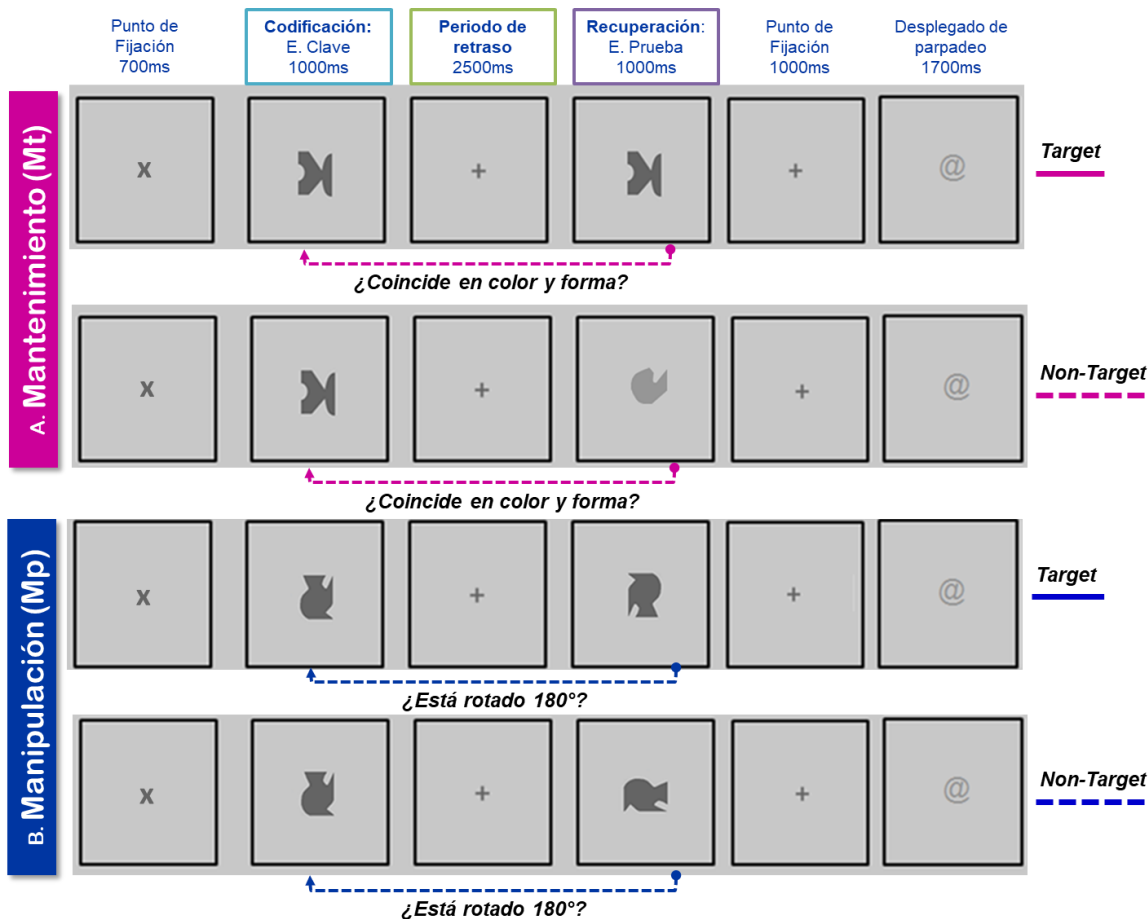 Punto de
Fijación
700ms
Codificación:
E. Clave
1000ms
Periodo de
retraso
2500ms
Recuperación:
E. Prueba
1000ms
Punto de
Fijación
1000ms
Desplegado de
parpadeo
1700ms
A. Mantenimiento (Mt)
x
+
+
@
Target
¿Coincide en color y forma?
x
+
+
@
Non-Target
¿Coincide en color y forma?
B. Manipulación (Mp)
x
+
+
@
Target
¿Está rotado 180°?
x
+
+
@
Non-Target
¿Está rotado 180°?